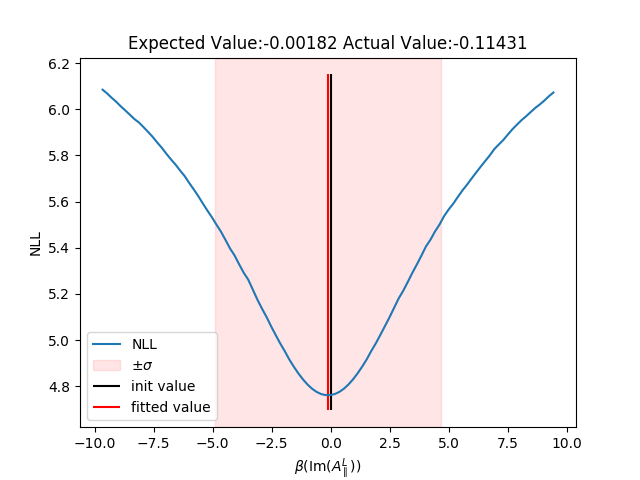 Expected Value:-0.00182 Actual Value:-0.11431
6.2
6.0
5.8
5.6
5.4
5.2
5.0
4.8
NLL
NLL
±σ
init value
fitted value
−10.0 −7.5 −5.0 −2.5 0.0 2.5 5.0 7.5 10.0
β(Im(A∥^L))